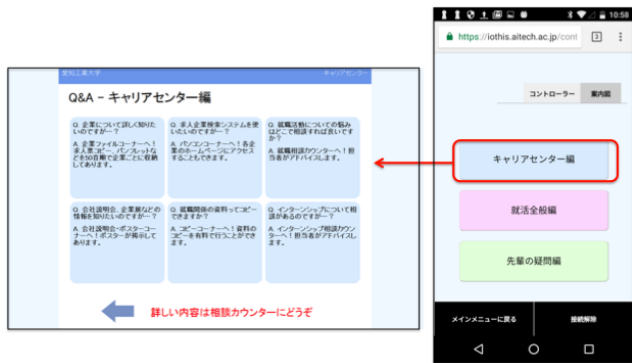 愛知工業大学
キャリアセンター
Q&A - キャリアセンター編
Q. 企業について詳しく知りた
いのですが…？
A. 企業ファイルコーナーへ！
求人票コピー、パンフレットな
どを50音順で企業ごとに収納
してあります。
Q. 求人企業検索システムを使
いたいのですが…？
A. パソコンコーナーへ！各企
業のホームページにアクセス
することもできます。
Q. 就職活動についての悩み
はどこで相談すれば良いです
か？
A. 就職相談カウンターへ！担
当者がアドバイスします。
Q. 会社説明会、企業展などの
情報を知りたいのですが…？
A. 会社説明会・ポスターコー
ナーへ！ポスターが掲示して
あります。
Q. 就職関係の資料ってコピー
できますか？
A. コピーコーナーへ！資料の
コピーを有料で行うことができ
ます。
Q. インターンシップについて相
談があるのですが…？
A. インターンシップ相談カウン
ターへ！担当者がアドバイスし
ます。
詳しい内容は相談カウンターにどうぞ
10:58
https://iothis.aitech.ac.jp/cont
3
コントローラー
案内図
キャリアセンター編
就活全般編
先輩の疑問編
メインメニューに戻る
接続解除